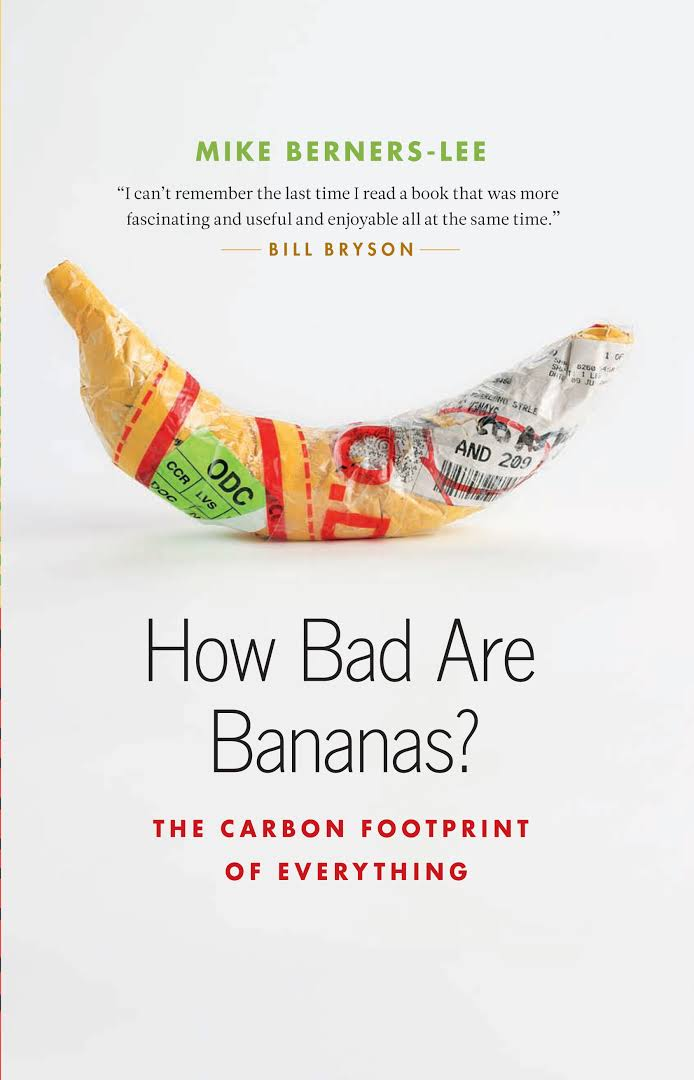 MIKE BERNERS-LEE
“I can’t remember the last time I read a book that was more
fascinating and useful and enjoyable all at the same time.”
BILL BRYSON
ODC
CCR LVS
DOC
AND 209
How Bad Are
Bananas?
THE CARBON FOOTPRINT
OF EVERYTHING